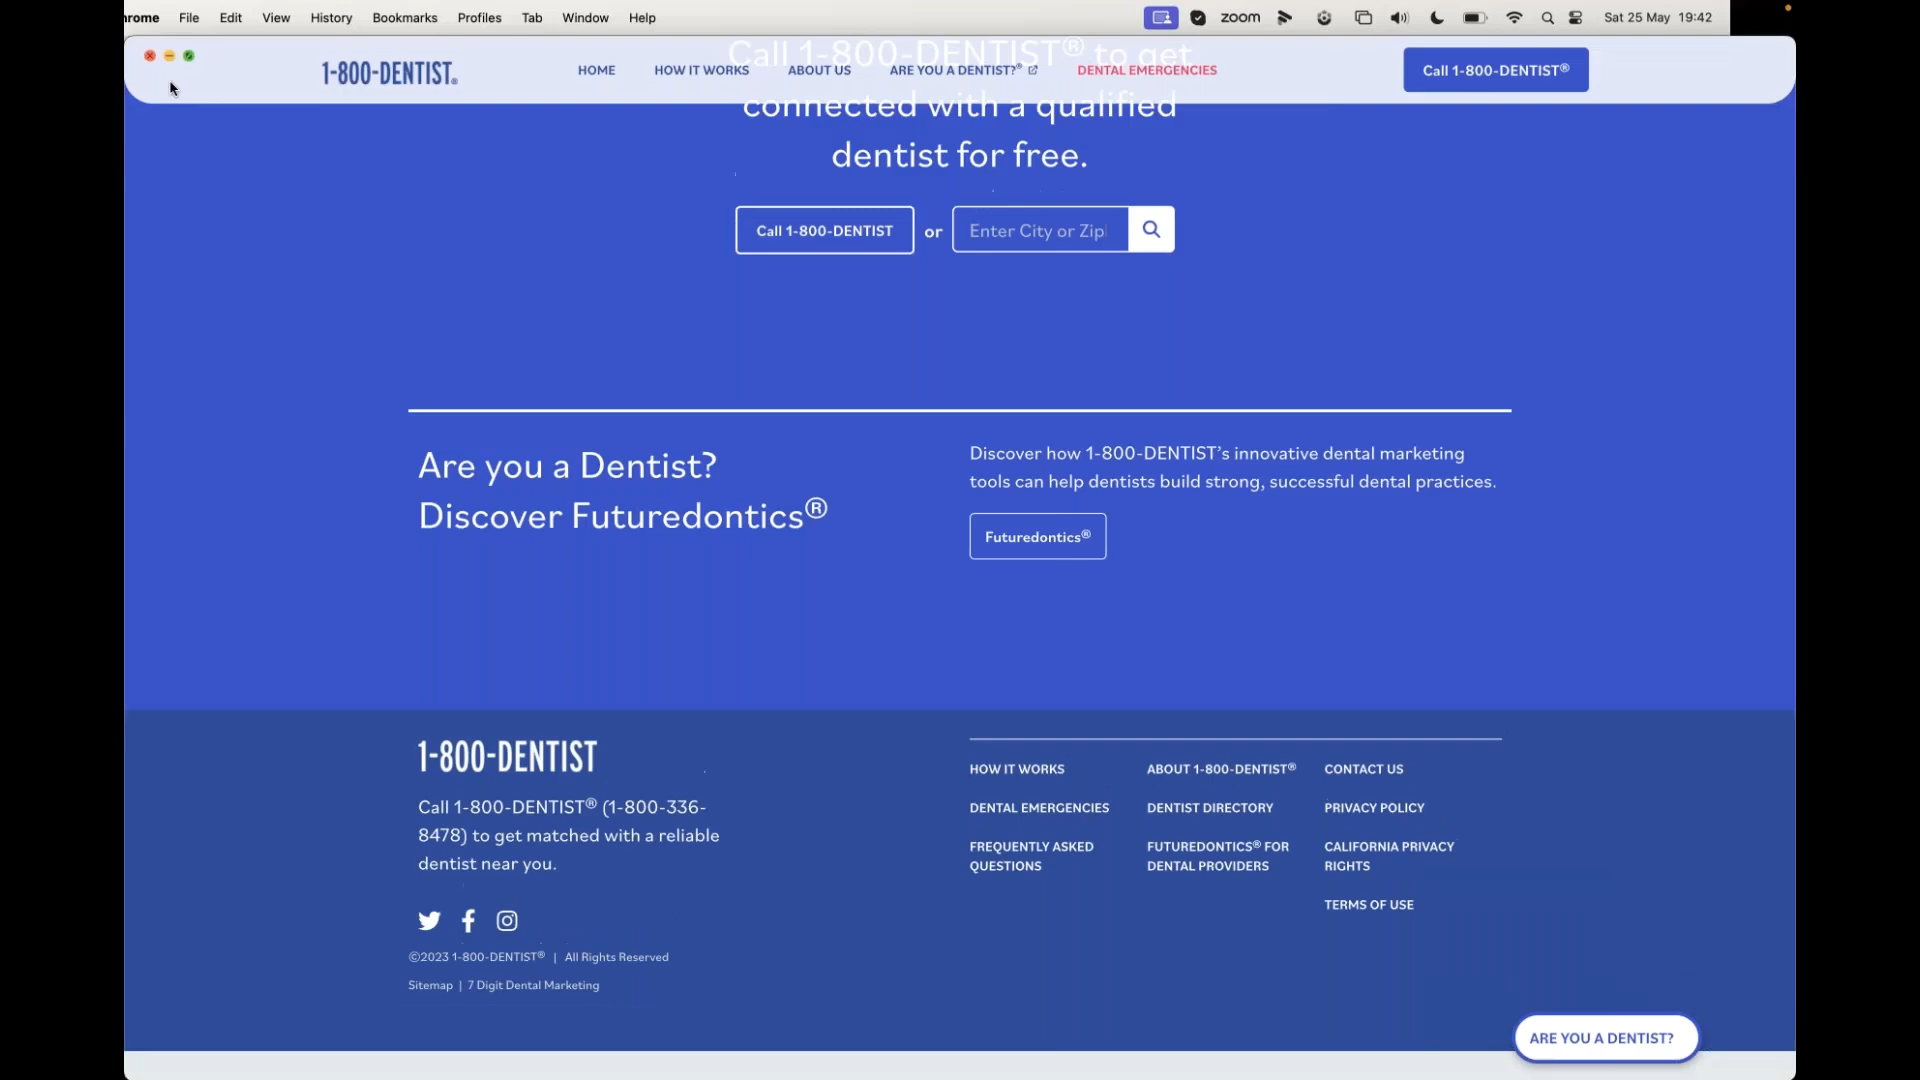 File Edit View History Bookmarks Profiles Tab Window Help zoom Sat 25 May 19:42
1-800-DENTIST® HOME HOW IT WORKS ABOUT US ARE YOU A DENTIST?® DENTAL EMERGENCIES Call 1-800-DENTIST®
Call 1-800-DENTIST® to get
connected with a qualified
dentist for free.
Call 1-800-DENTIST or Enter City or Zip
Are you a Dentist?
Discover Futuredontics®
Discover how 1-800-DENTIST’s innovative dental marketing
tools can help dentists build strong, successful dental practices.
Futuredontics®
1-800-DENTIST
Call 1-800-DENTIST® (1-800-336-
8478) to get matched with a reliable
dentist near you.
©2023 1-800-DENTIST® | All Rights Reserved
Sitemap | 7 Digit Dental Marketing
HOW IT WORKS
DENTAL EMERGENCIES
FREQUENTLY ASKED
QUESTIONS
ABOUT 1-800-DENTIST®
DENTIST DIRECTORY
FUTUREDONTICS® FOR
DENTAL PROVIDERS
CONTACT US
PRIVACY POLICY
CALIFORNIA PRIVACY
RIGHTS
TERMS OF USE
ARE YOU A DENTIST?